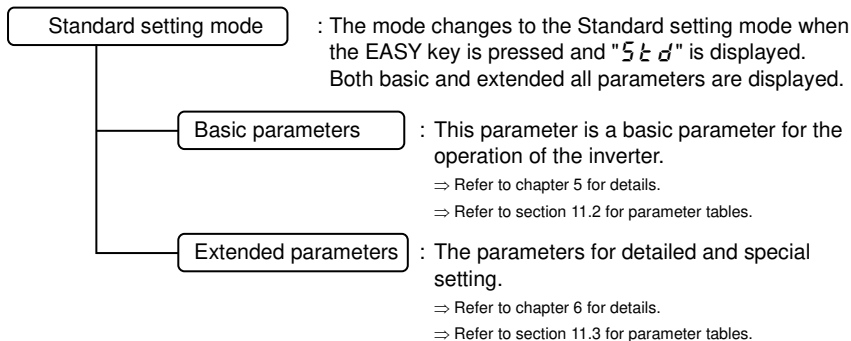 Standard setting mode : The mode changes to the Standard setting mode when
the EASY key is pressed and "Std" is displayed.
Both basic and extended all parameters are displayed.
Basic parameters : This parameter is a basic parameter for the
operation of the inverter.
⇒ Refer to chapter 5 for details.
⇒ Refer to section 11.2 for parameter tables.
Extended parameters : The parameters for detailed and special
setting.
⇒ Refer to chapter 6 for details.
⇒ Refer to section 11.3 for parameter tables.